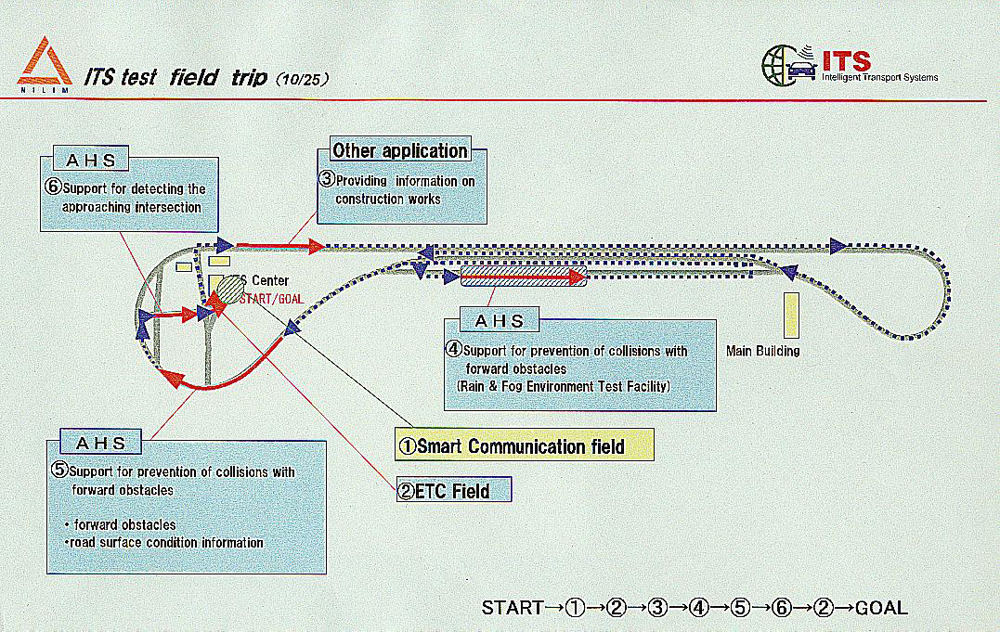 NILIM
ITS test field trip (10/25)
ITS
Intelligent Transport Systems
AHS
⑥Support for detecting the
approaching intersection
Other application
③Providing information on
construction works
S Center
START/GOAL
AHS
④Support for prevention of collisions with
forward obstacles
(Rain & Fog Environment Test Facility)
Main Building
①Smart Communication field
②ETC Field
AHS
⑤Support for prevention of collisions with
forward obstacles
・forward obstacles
・road surface condition information
START→①→②→③→④→⑤→⑥→②→GOAL